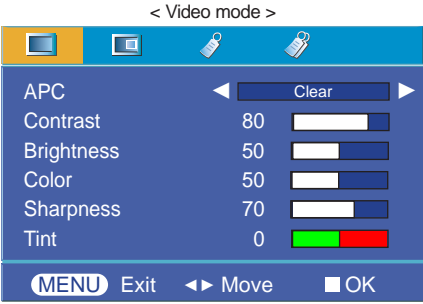 < Video mode >
APC Clear
Contrast 80
Brightness 50
Color 50
Sharpness 70
Tint 0
MENU Exit ◄► Move OK